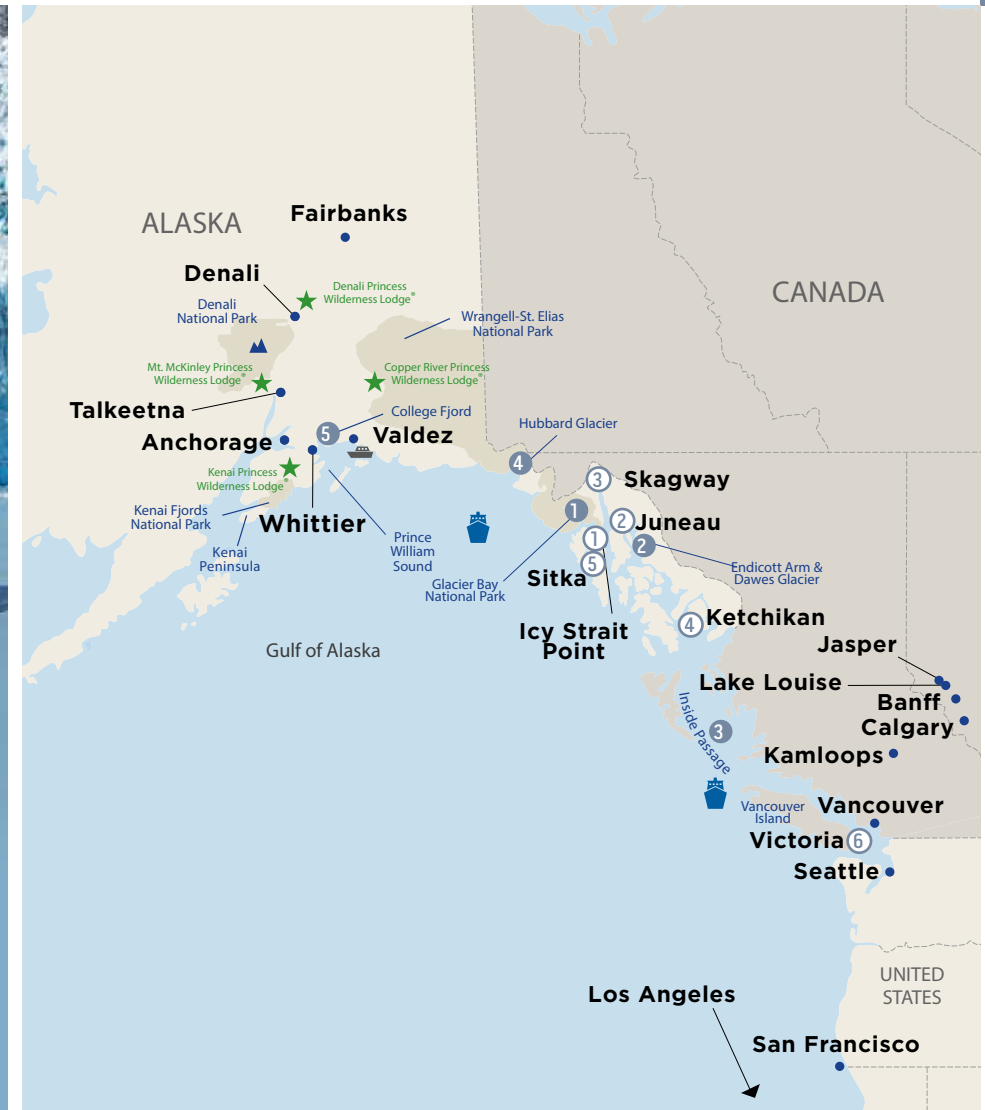 ALASKA
Fairbanks
Denali
Denali Princess
Wilderness Lodge®
CANADA
Denali
National Park
Wrangell-St. Elias
National Park
Mt. McKinley Princess
Wilderness Lodge®
Copper River Princess
Wilderness Lodge®
Talkeetna
College Fjord
Hubbard Glacier
5
Anchorage
Valdez
4
Kenai Princess
Wilderness Lodge®
3
Skagway
Kenai Fjords
National Park
Whittier
1
2
Juneau
Kenai
Peninsula
Prince
William
Sound
1
2
Endicott Arm &
Dawes Glacier
Glacier Bay
National Park
Sitka
5
Icy Strait
Point
4
Ketchikan
Gulf of Alaska
Jasper
Lake Louise
Banff
Calgary
Inside Passage
3
Kamloops
Vancouver
Island
Vancouver
Victoria
6
Seattle
UNITED
STATES
Los Angeles
San Francisco